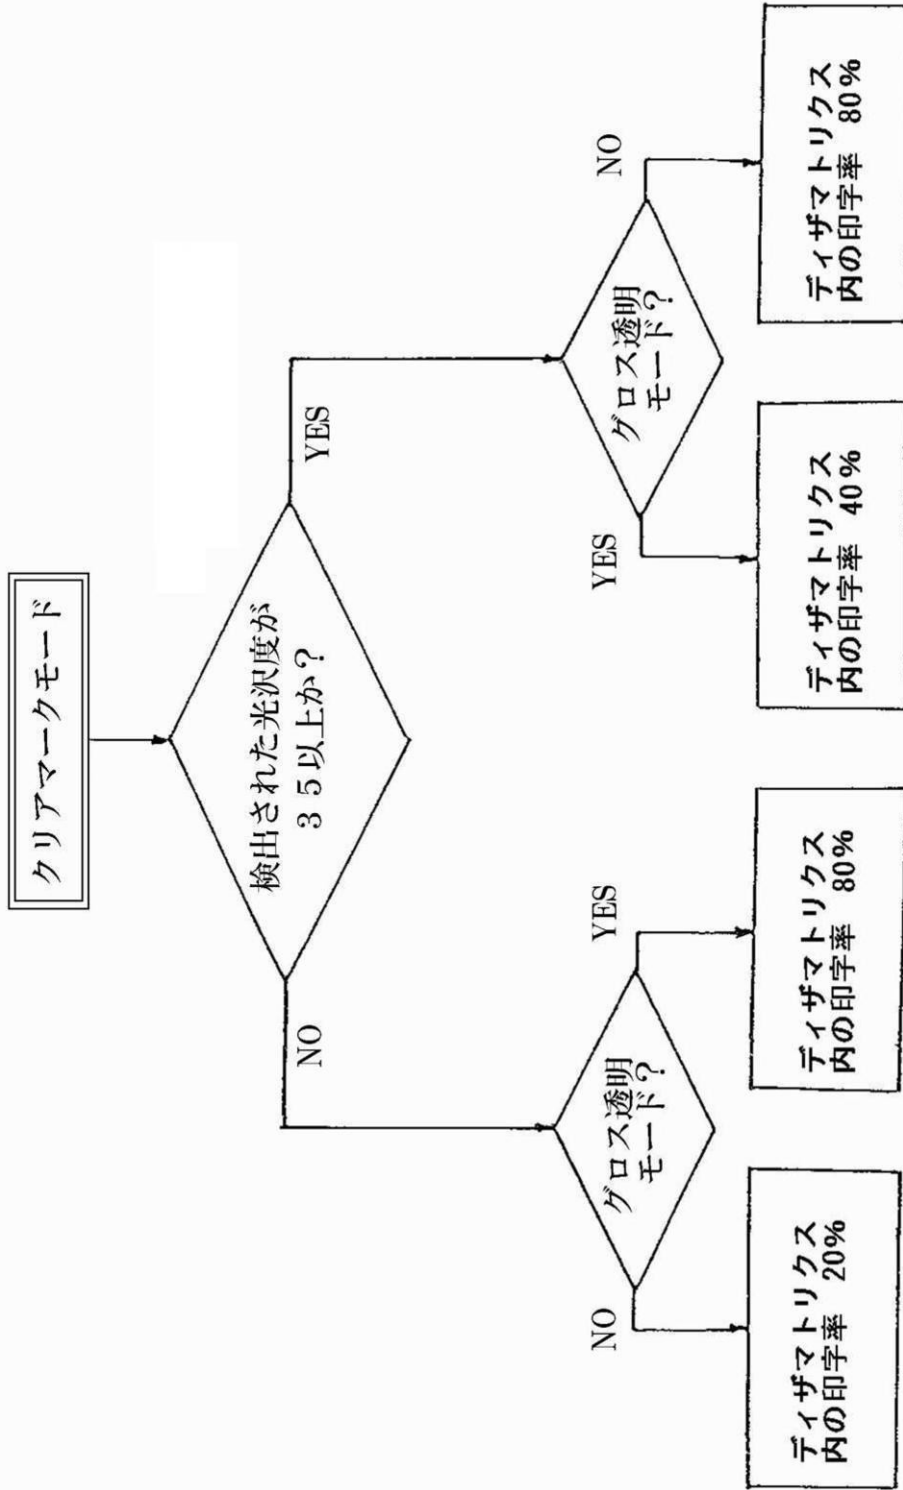 クリアマークモード
検出された光沢度が
３５以上か？
NO
YES
グロス透明
モード？
NO
YES
グロス透明
モード？
YES
NO
ディザマトリクス
内の印字率 20%
ディザマトリクス
内の印字率 80%
ディザマトリクス
内の印字率 40%
ディザマトリクス
内の印字率 80%